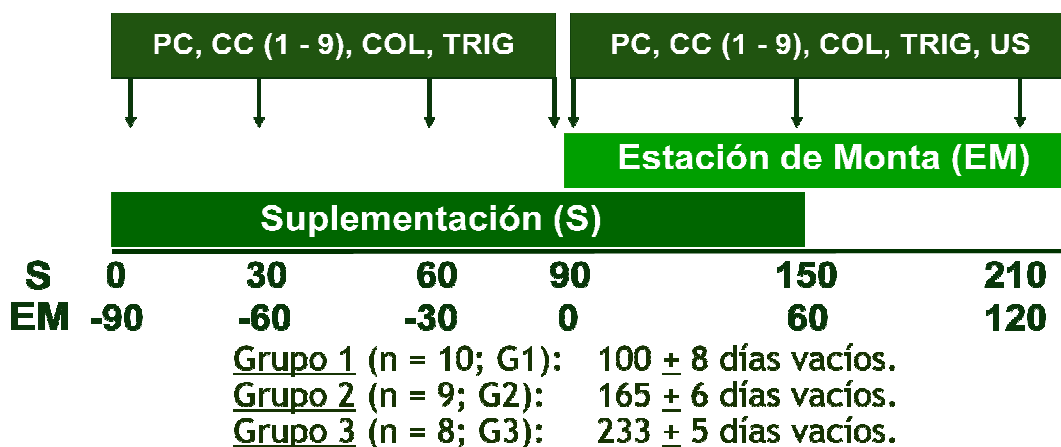 PC, CC (1 - 9), COL, TRIG PC, CC (1 - 9), COL, TRIG, US
Estación de Monta (EM)
Suplementación (S)
S 0 30 60 90 150 210
EM -90 -60 -30 0 60 120
Grupo 1 (n = 10; G1): 100 ± 8 días vacíos.
Grupo 2 (n = 9; G2): 165 ± 6 días vacíos.
Grupo 3 (n = 8; G3): 233 ± 5 días vacíos.